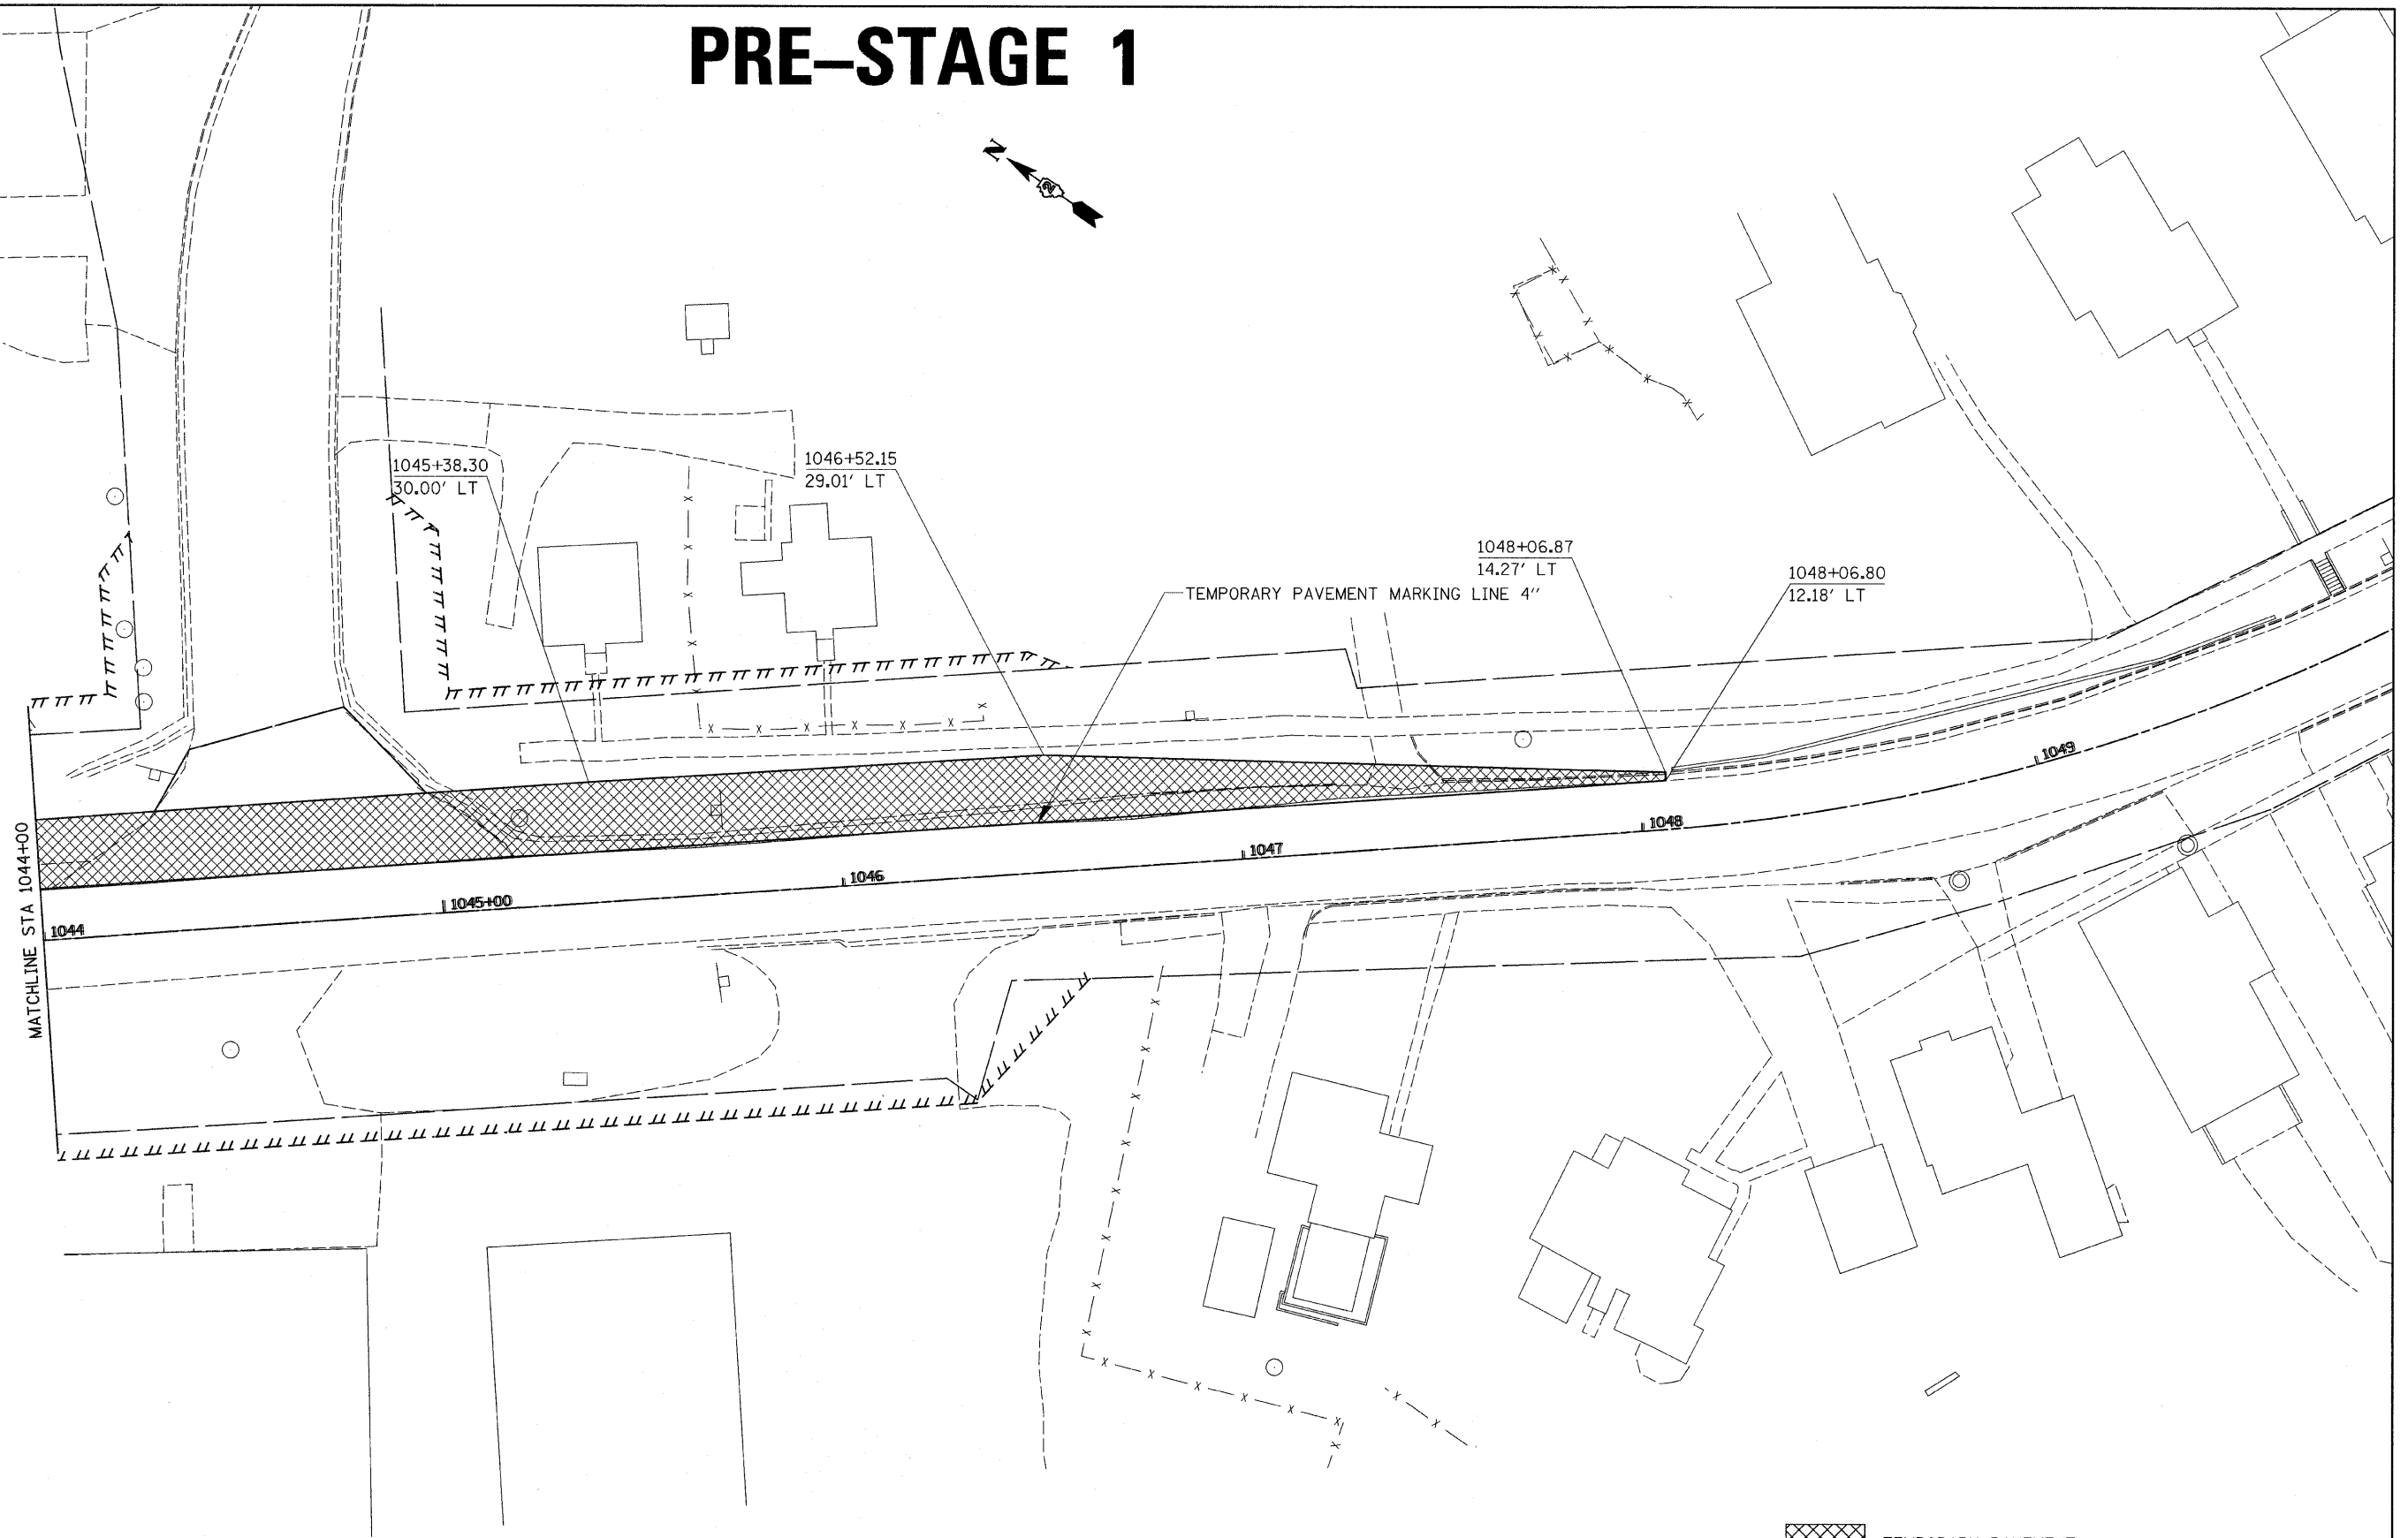 PRE-STAGE 1
N
2
1045+38.30
30.00' LT
1046+52.15
29.01' LT
1048+06.87
14.27' LT
1048+06.80
12.18' LT
TEMPORARY PAVEMENT MARKING LINE 4"
MATCHLINE STA 1044+00
1044
1045+00
1046
1047
1048
1049